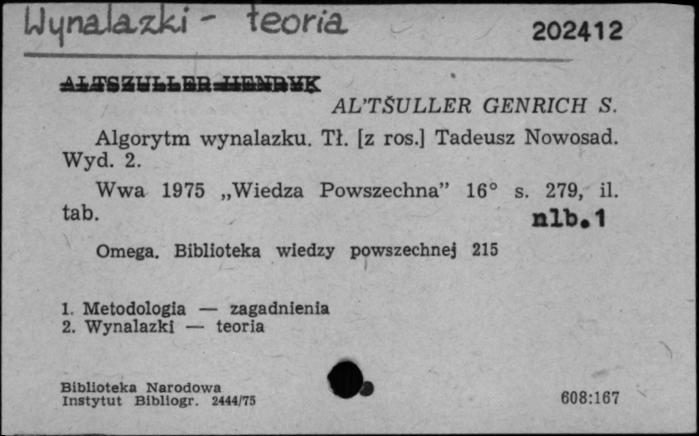 Wynalazki - teoria
202412
ALTSZULLER HENRYK
AL'TŠULLER GENRICH S.
Algorytm wynalazku. Tł. [z ros.] Tadeusz Nowosad.
Wyd. 2.
Wwa 1975 „Wiedza Powszechna” 16° s. 279, il.
tab.
nlb.1
Omega. Biblioteka wiedzy powszechnej 215
1. Metodologia — zagadnienia
2. Wynalazki — teoria
Biblioteka Narodowa
Instytut Bibliogr. 2444/75
608:167